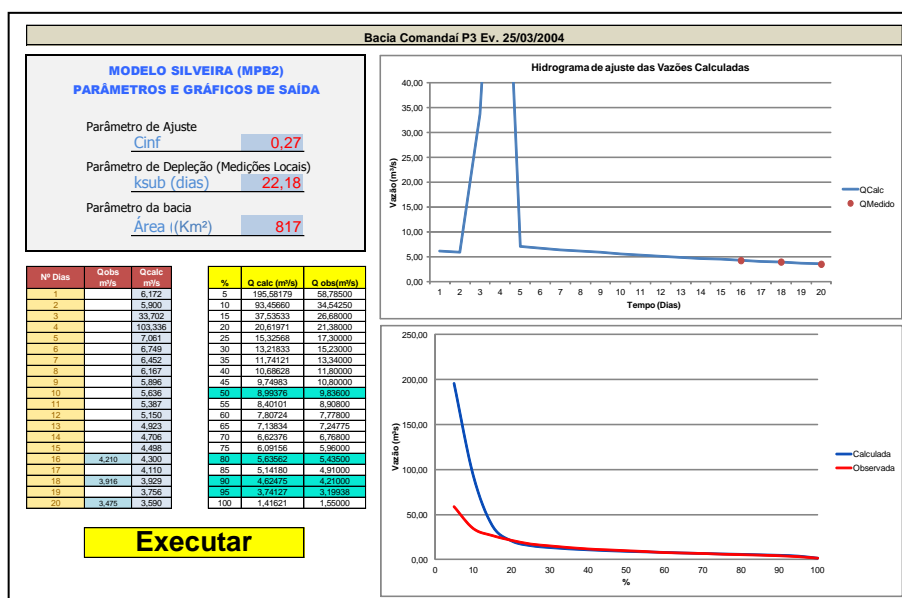 Bacia Comandaí P3 Ev. 25/03/2004
MODELO SILVEIRA (MPB2)
PARÂMETROS E GRÁFICOS DE SAÍDA
Parâmetro de Ajuste
Cinf 0,27
Parâmetro de Depleção (Medições Locais)
ksub (dias) 22,18
Parâmetro da bacia
Área (Km²) 817
Nº Dias Qobs m³/s Qcalc m³/s
1 6,172
2 5,900
3 33,702
4 103,336
5 7,061
6 6,749
7 6,452
8 6,167
9 5,896
10 5,636
11 5,387
12 5,150
13 4,923
14 4,706
15 4,498
16 4,210 4,300
17 4,110
18 3,916 3,929
19 3,756
20 3,475 3,590
% Q calc (m³/s) Q obs(m³/s)
5 195,58179 58,78500
10 93,45660 34,54250
15 37,53533 26,68000
20 20,61971 21,38000
25 15,32568 17,30000
30 13,21833 15,23000
35 11,74121 13,34000
40 10,68628 11,80000
45 9,74983 10,80000
50 8,99376 9,83600
55 8,40101 8,90800
60 7,80724 7,77800
65 7,13834 7,24775
70 6,62376 6,76800
75 6,09156 5,96000
80 5,63562 5,43500
85 5,14180 4,91000
90 4,62475 4,21000
95 3,74127 3,19938
100 1,41621 1,55000
Executar
Hidrograma de ajuste das Vazões Calculadas
Vazão (m³/s)
40,00
35,00
30,00
25,00
20,00
15,00
10,00
5,00
0,00
1 2 3 4 5 6 7 8 9 10 11 12 13 14 15 16 17 18 19 20
Tempo (Dias)
QCalc
QMedido
Vazão (m³s)
250,00
200,00
150,00
100,00
50,00
0,00
0 10 20 30 40 50 60 70 80 90 100
%
Calculada
Observada